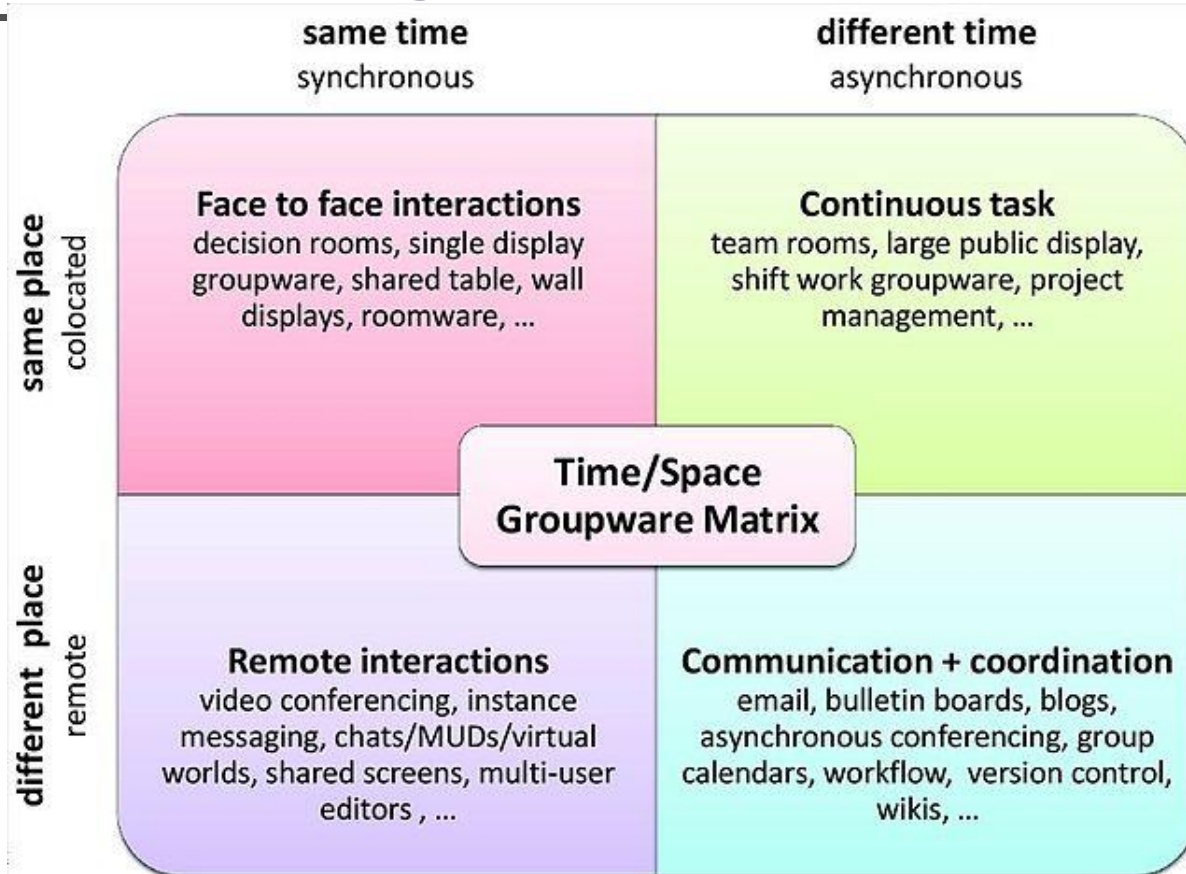 same time
synchronous
different time
asynchronous
same place
colocated
Face to face interactions
decision rooms, single display
groupware, shared table, wall
displays, roomware, ...
Continuous task
team rooms, large public display,
shift work groupware, project
management, ...
Time/Space
Groupware Matrix
different place
remote
Remote interactions
video conferencing, instance
messaging, chats/MUDs/virtual
worlds, shared screens, multi-user
editors , ...
Communication + coordination
email, bulletin boards, blogs,
asynchronous conferencing, group
calendars, workflow, version control,
wikis, ...